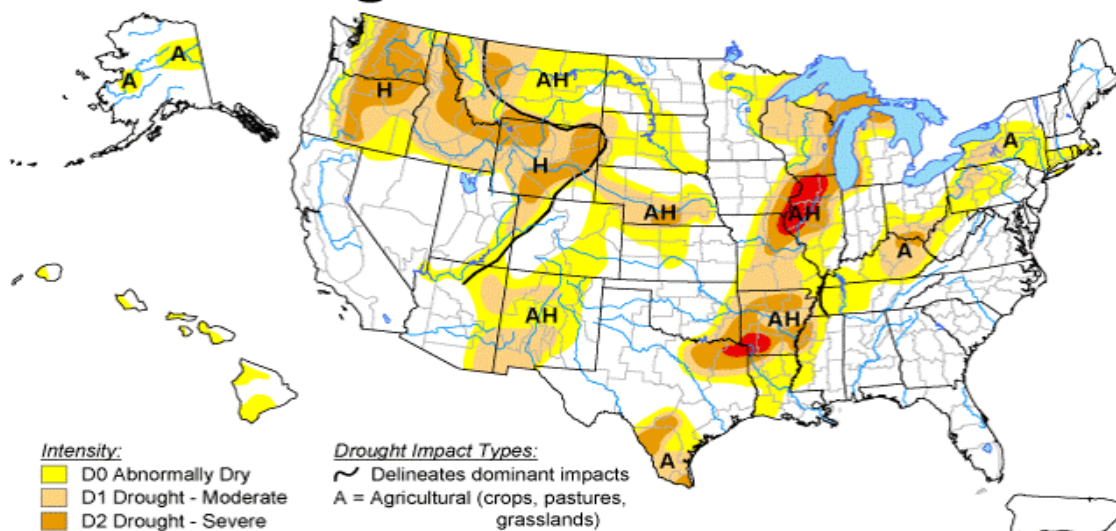 A
A
AH
H
H
A
AH
AH
A
AH
AH
A
Intensity:
D0 Abnormally Dry
D1 Drought - Moderate
D2 Drought - Severe
Drought Impact Types:
Delineates dominant impacts
A = Agricultural (crops, pastures,
grasslands)